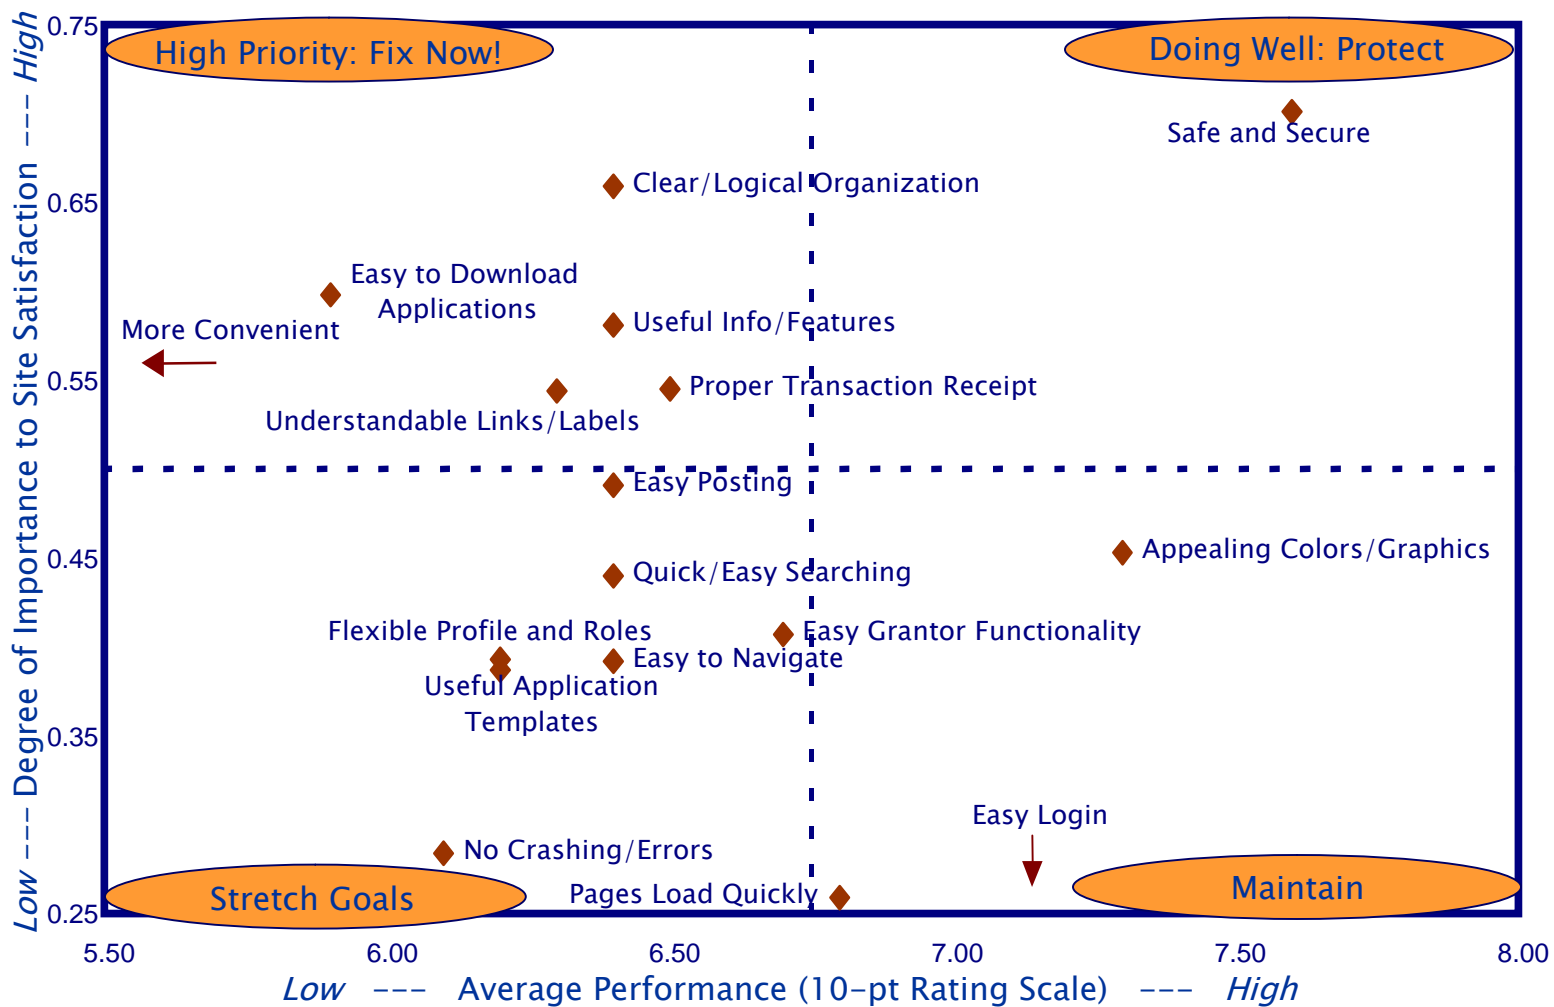 0.75
High Priority: Fix Now!
Doing Well: Protect
Safe and Secure
Clear/Logical Organization
0.65
Easy to Download
Applications
Useful Info/Features
More Convenient
0.55
Proper Transaction Receipt
Understandable Links/Labels
Easy Posting
Appealing Colors/Graphics
0.45
Quick/Easy Searching
Flexible Profile and Roles
Easy Grantor Functionality
Easy to Navigate
Useful Application
Templates
0.35
Easy Login
No Crashing/Errors
Pages Load Quickly
Stretch Goals
Maintain
0.25
Low --- Degree of Importance to Site Satisfaction --- High
5.50 6.00 6.50 7.00 7.50 8.00
Low --- Average Performance (10-pt Rating Scale) --- High